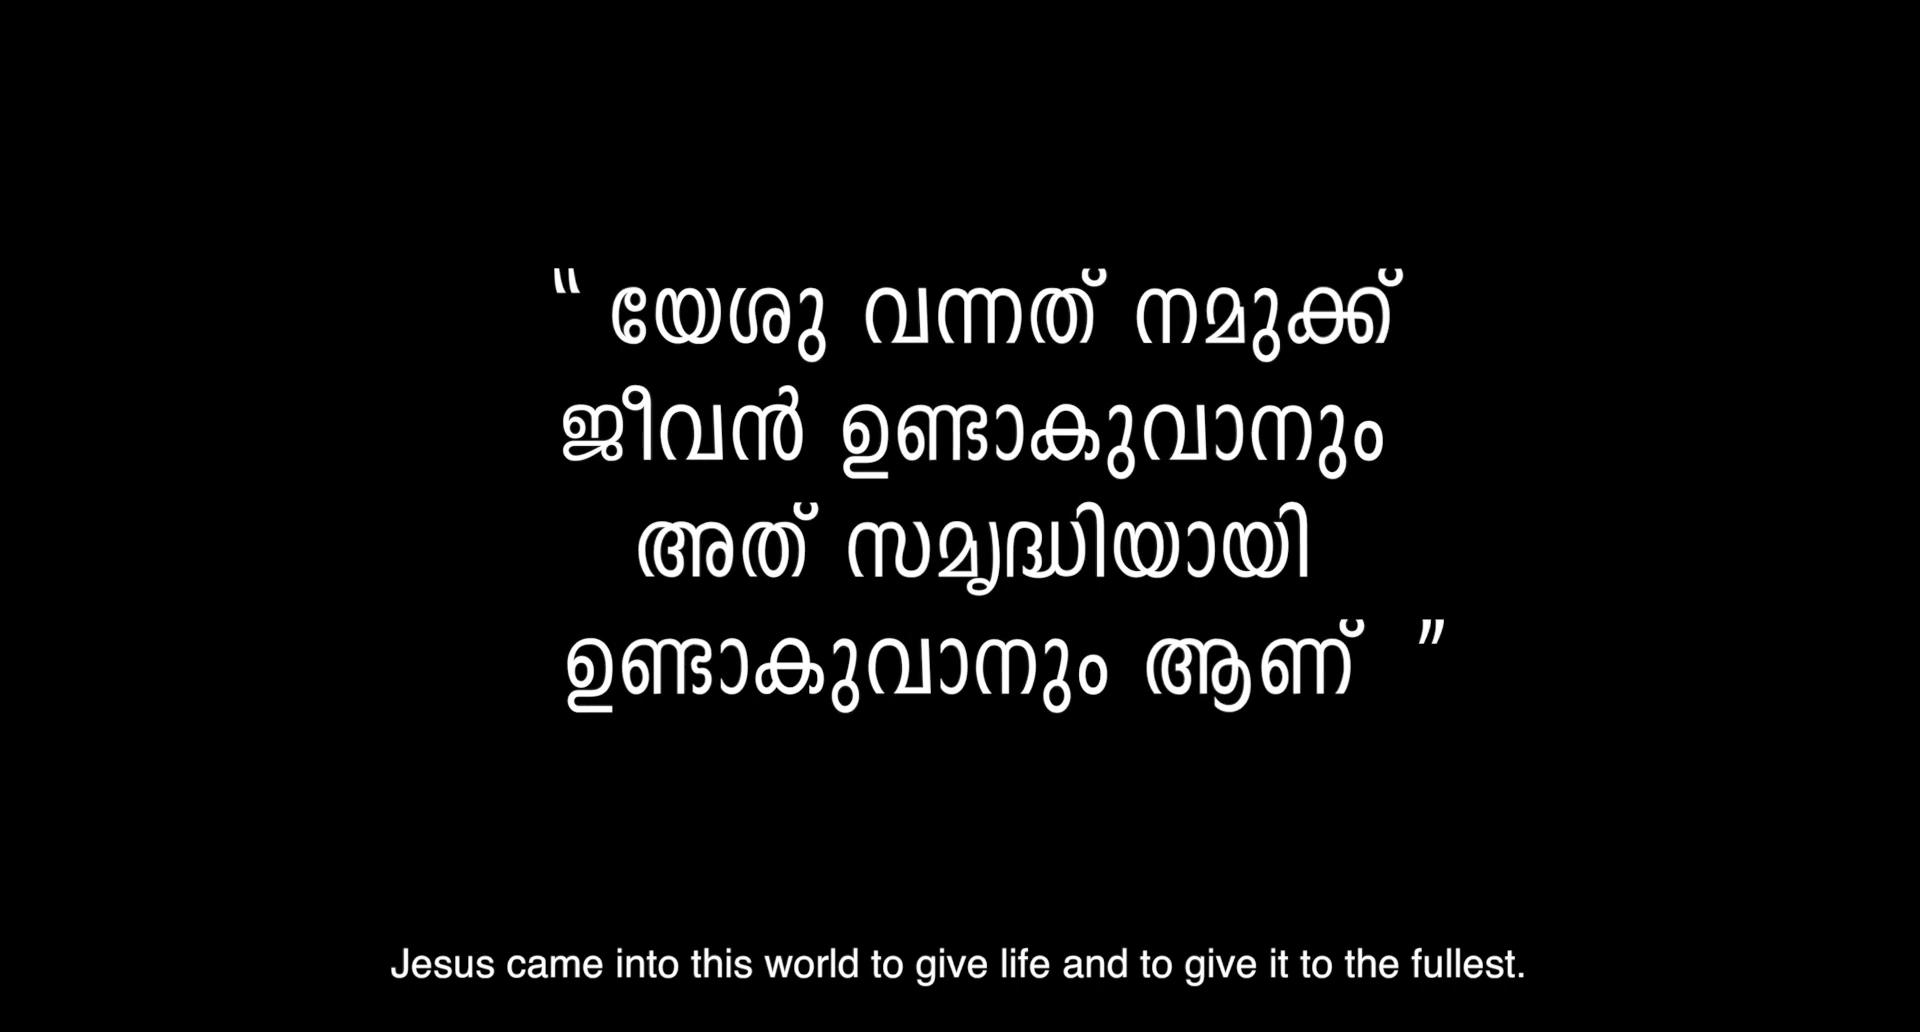 “ യേശു വന്നത് നമുക്ക്
ജീവൻ ഉണ്ടാകുവാനും
അത് സമൃദ്ധിയായി
ഉണ്ടാകുവാനും ആണ് ”
Jesus came into this world to give life and to give it to the fullest.